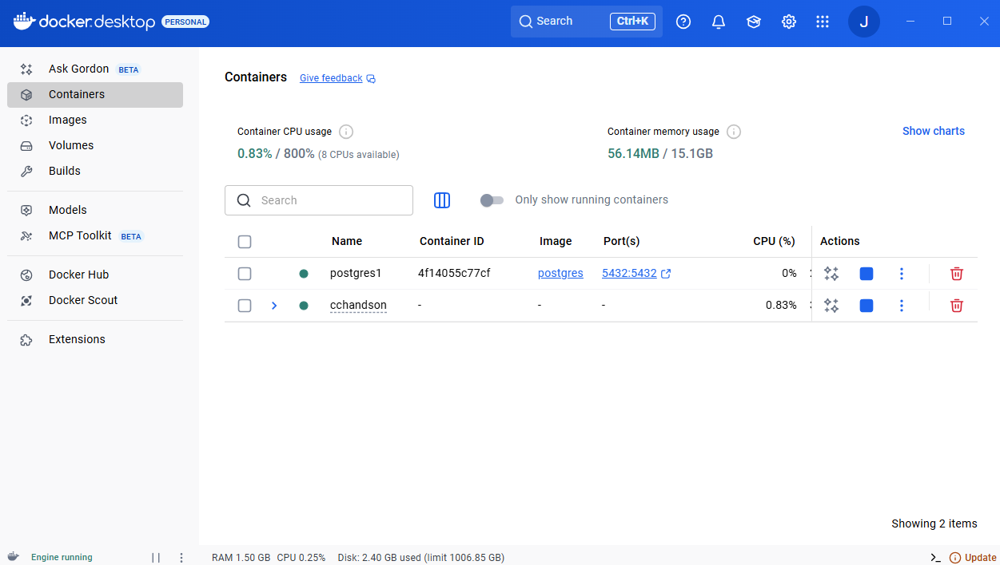 docker.desktop PERSONAL Search Ctrl+K J
Ask Gordon BETA
Containers
Images
Volumes
Builds
Models
MCP Toolkit BETA
Docker Hub
Docker Scout
Extensions
Containers Give feedback
Container CPU usage
0.83% / 800% (8 CPUs available)
Container memory usage
56.14MB / 15.1GB
Show charts
Search
Only show running containers
Name Container ID Image Port(s) CPU (%) Actions
postgres1 4f14055c77cf postgres 5432:5432 0%
cchandson - - - 0.83%
Showing 2 items
Engine running RAM 1.50 GB CPU 0.25% Disk: 2.40 GB used (limit 1006.85 GB) Update